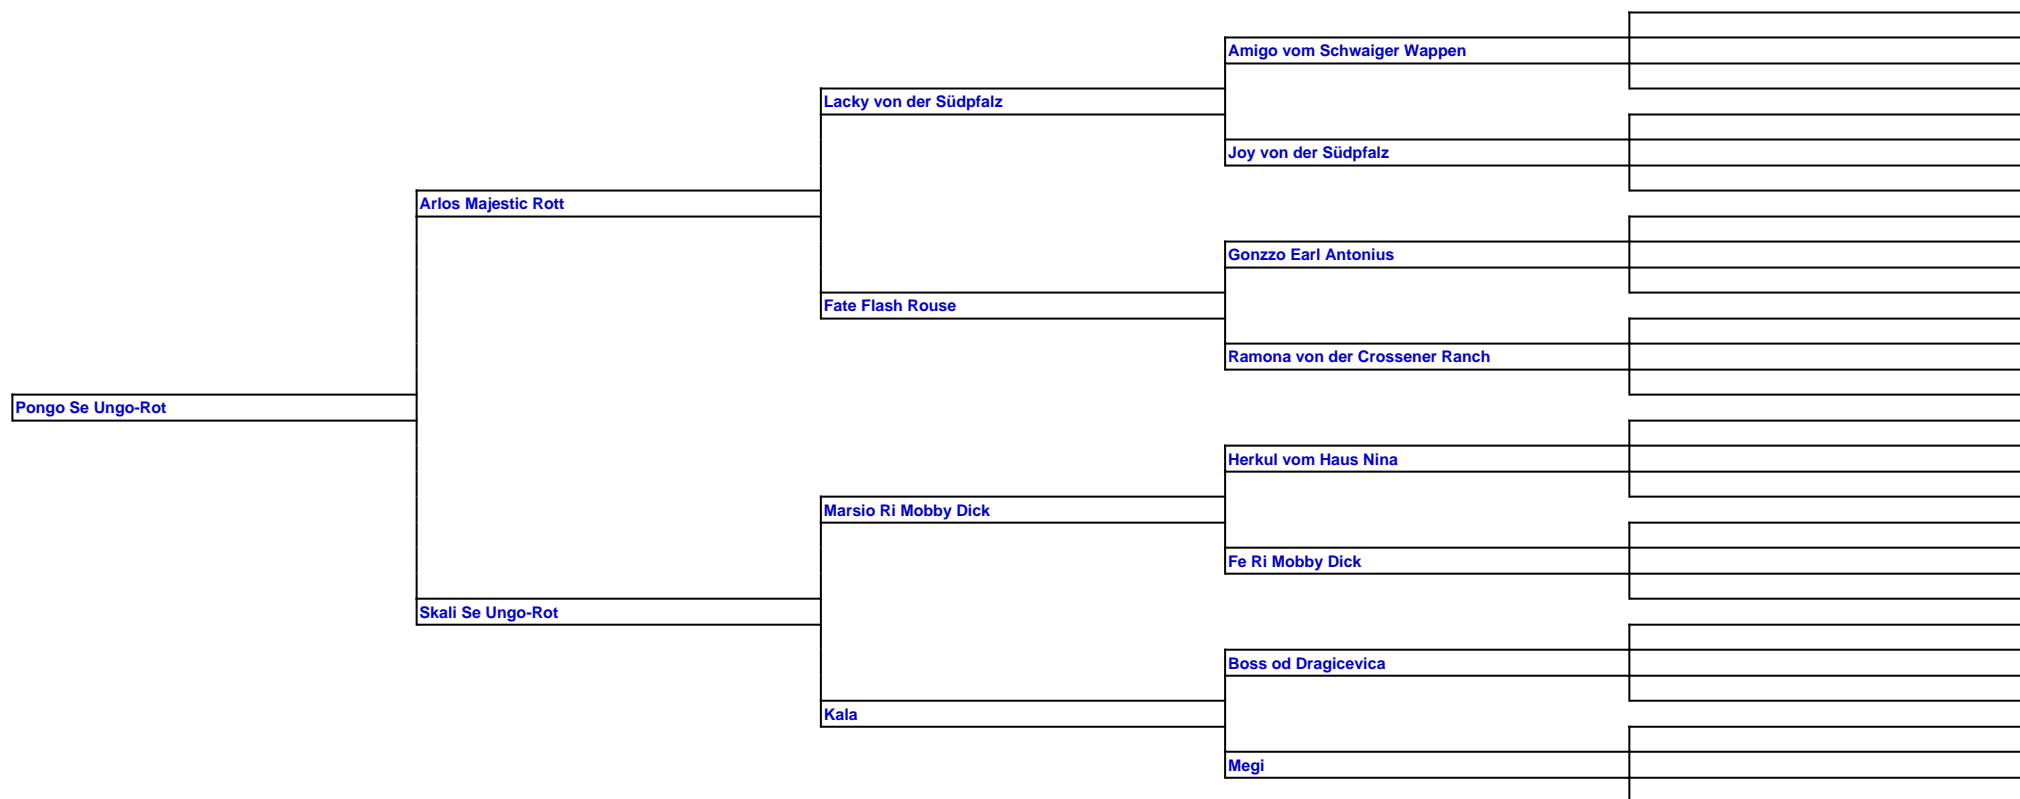 Amigo vom Schwaiger Wappen
Lacky von der Südpfalz
Joy von der Südpfalz
Arlos Majestic Rott
Gonzzo Earl Antonius
Fate Flash Rouse
Ramona von der Crossener Ranch
Pongo Se Ungo-Rot
Herkul vom Haus Nina
Marsio Ri Mobby Dick
Fe Ri Mobby Dick
Skali Se Ungo-Rot
Boss od Dragicevica
Kala
Megi